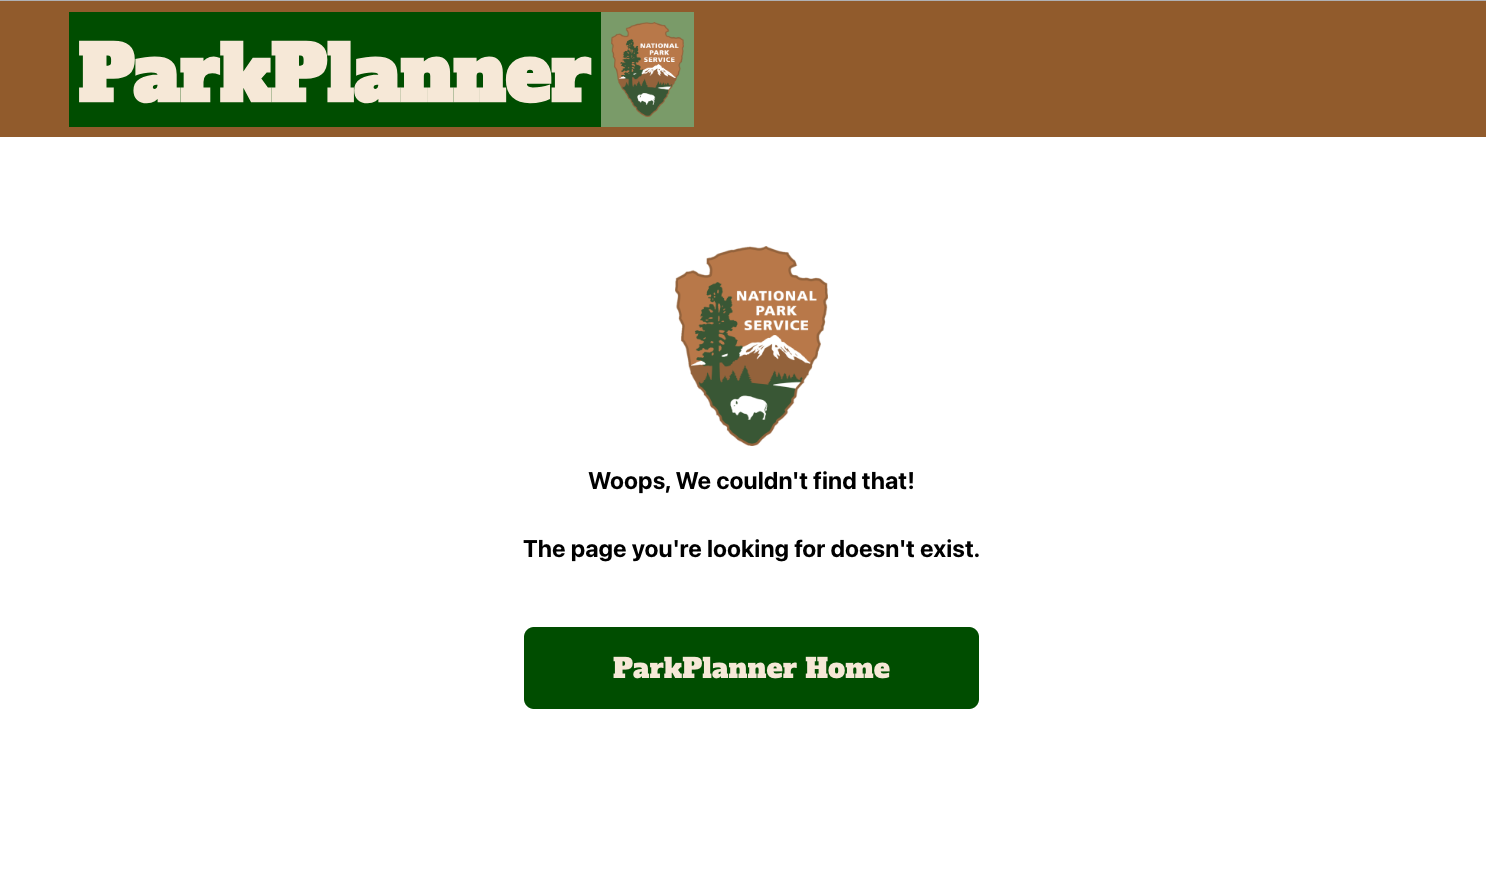 ParkPlanner
NATIONAL
PARK
SERVICE
NATIONAL
PARK
SERVICE
Woops, We couldn't find that!
The page you're looking for doesn't exist.
ParkPlanner Home